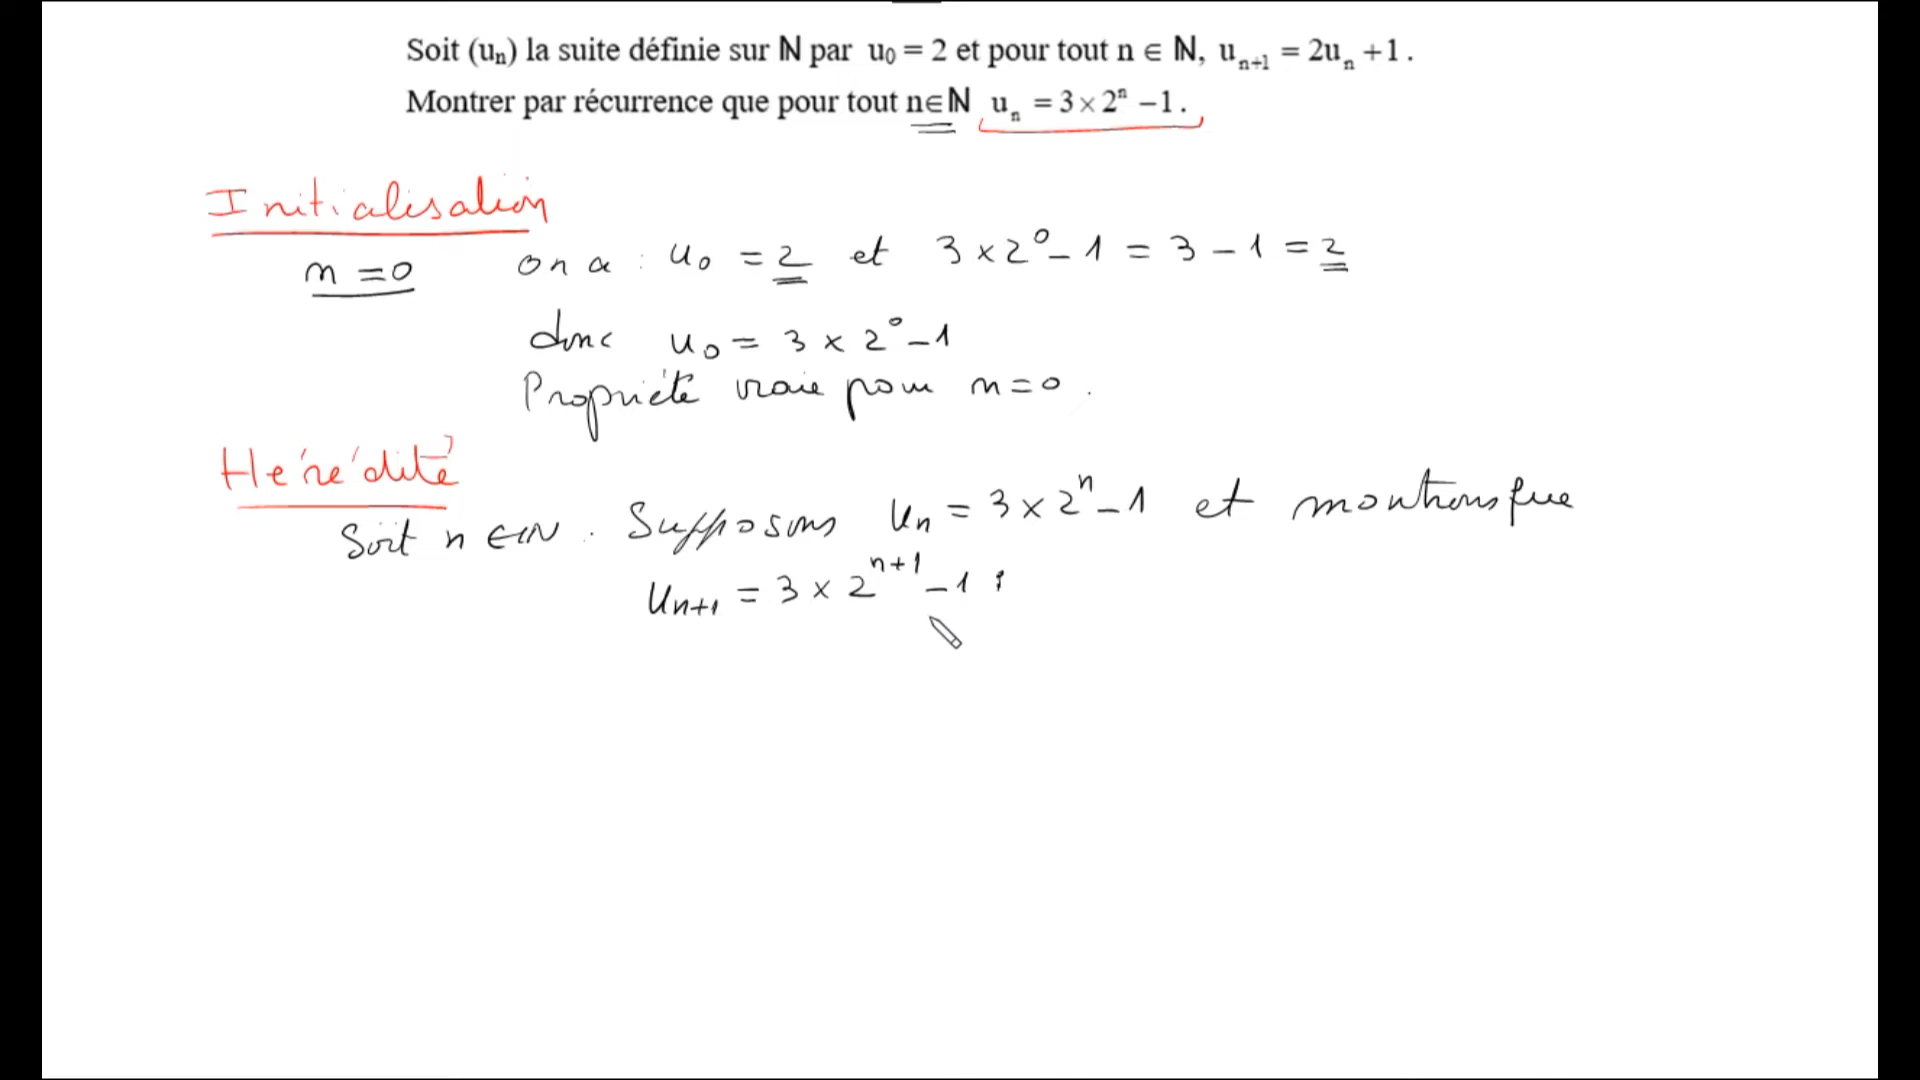 Soit (uₙ) la suite définie sur ℕ par u₀ = 2 et pour tout n ∈ ℕ, uₙ₊₁ = 2uₙ + 1.
Montrer par récurrence que pour tout n∈ℕ uₙ = 3 × 2ⁿ − 1.
Initialisation
n = 0 on a : u₀ = 2 et 3 × 2⁰ − 1 = 3 − 1 = 2
donc u₀ = 3 × 2⁰ − 1
Propriété vraie pour n = 0.
Hérédité
Soit n ∈ ℕ. Supposons uₙ = 3 × 2ⁿ − 1 et montrons que
uₙ₊₁ = 3 × 2ⁿ⁺¹ − 1 :